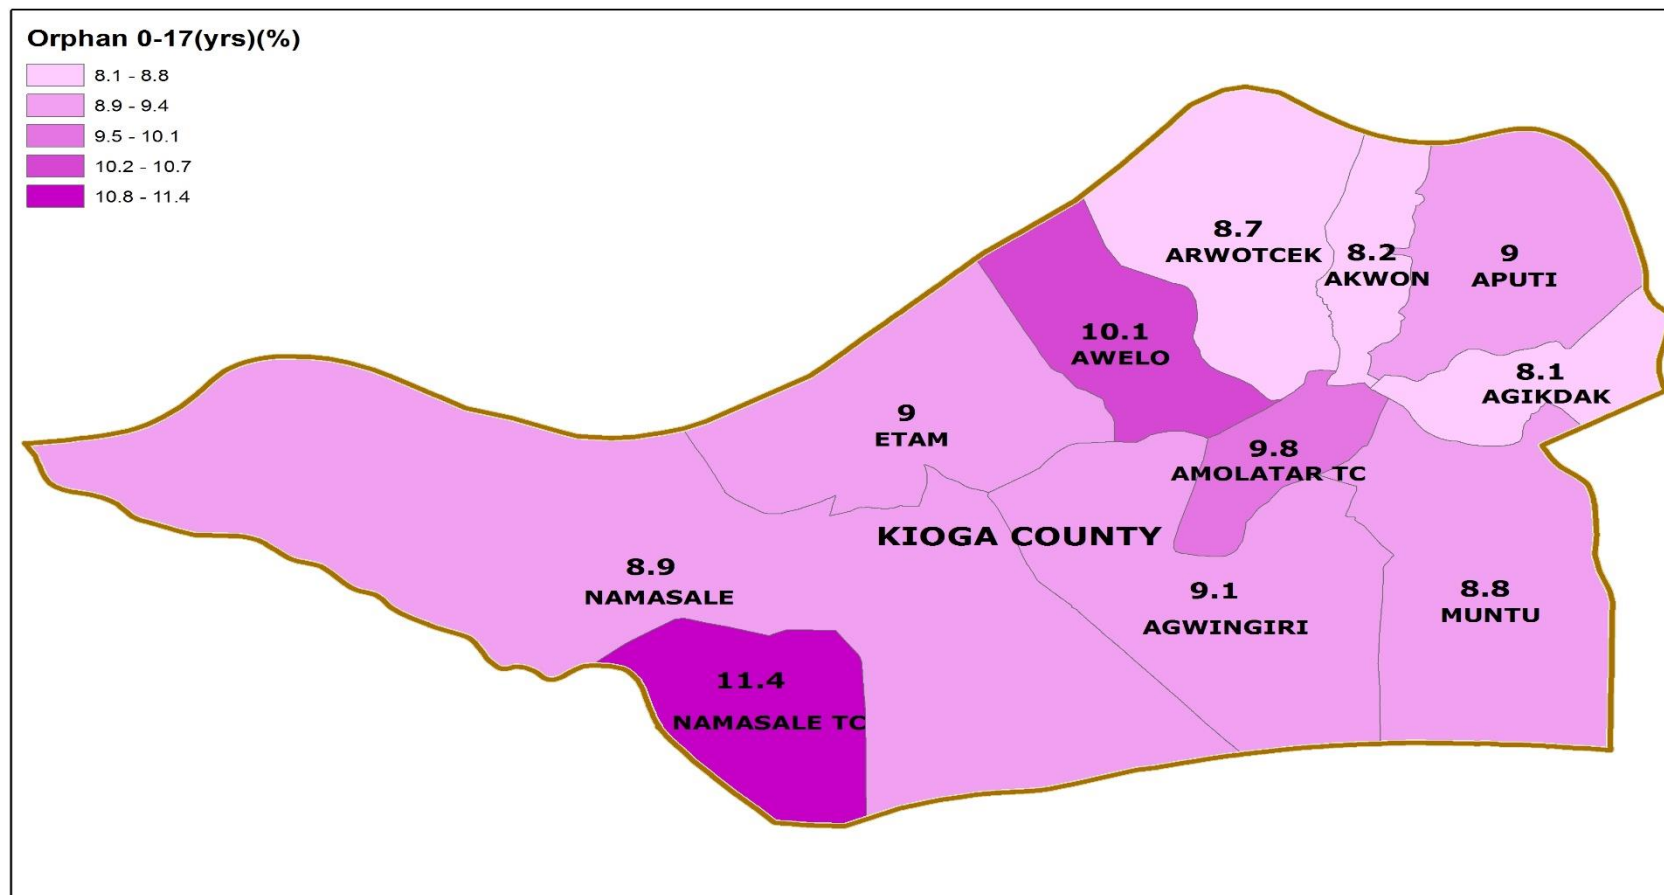 Orphan 0-17(yrs)(%)
8.1 - 8.8
8.9 - 9.4
9.5 - 10.1
10.2 - 10.7
10.8 - 11.4
8.7
ARWOTCEK
8.2
AKWON
9
APUTI
10.1
AWELO
8.1
AGIKDAK
9
ETAM
9.8
AMOLATAR TC
KIOGA COUNTY
8.9
NAMASALE
9.1
AGWINGIRI
8.8
MUNTU
11.4
NAMASALE TC